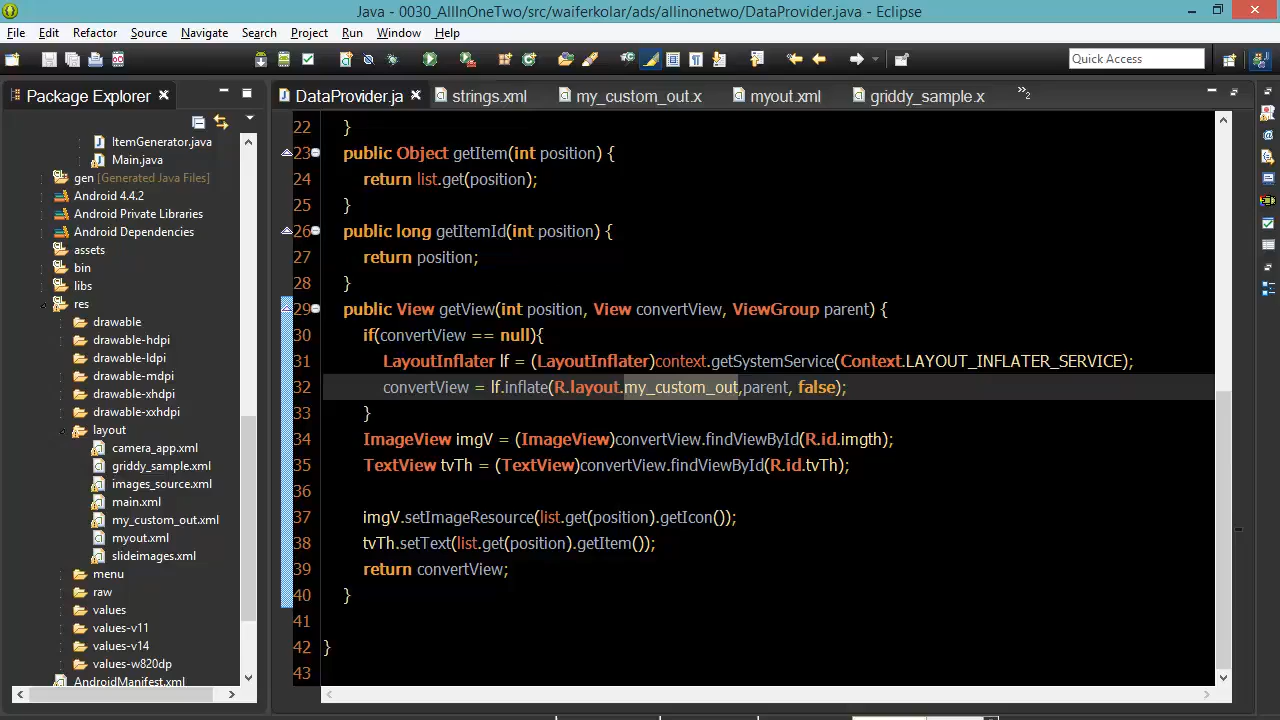 Java - 0030_AllInOneTwo/src/waiferkolar/ads/allinonetwo/DataProvider.java - Eclipse
File Edit Refactor Source Navigate Search Project Run Window Help
Quick Access
Package Explorer
DataProvider.ja strings.xml my_custom_out.x myout.xml griddy_sample.x »2
ItemGenerator.java
Main.java
gen [Generated Java Files]
Android 4.4.2
Android Private Libraries
Android Dependencies
assets
bin
libs
res
drawable
drawable-hdpi
drawable-ldpi
drawable-mdpi
drawable-xhdpi
drawable-xxhdpi
layout
camera_app.xml
griddy_sample.xml
images_source.xml
main.xml
my_custom_out.xml
myout.xml
slideimages.xml
menu
raw
values
values-v11
values-v14
values-w820dp
AndroidManifest.xml
22 }
23 public Object getItem(int position) {
24 return list.get(position);
25 }
26 public long getItemId(int position) {
27 return position;
28 }
29 public View getView(int position, View convertView, ViewGroup parent) {
30 if(convertView == null){
31 LayoutInflater lf = (LayoutInflater)context.getSystemService(Context.LAYOUT_INFLATER_SERVICE);
32 convertView = lf.inflate(R.layout.my_custom_out,parent, false);
33 }
34 ImageView imgV = (ImageView)convertView.findViewById(R.id.imgth);
35 TextView tvTh = (TextView)convertView.findViewById(R.id.tvTh);
36
37 imgV.setImageResource(list.get(position).getIcon());
38 tvTh.setText(list.get(position).getItem());
39 return convertView;
40 }
41
42 }
43